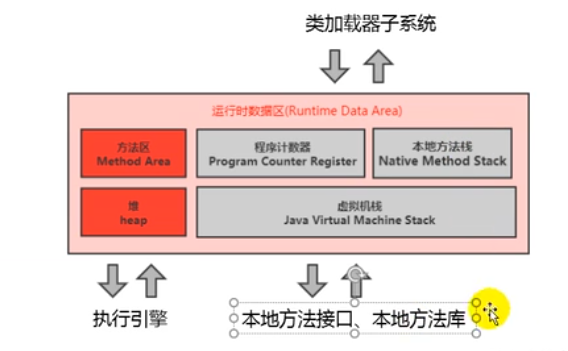 类加载器子系统
运行时数据区(Runtime Data Area)
方法区
Method Area
程序计数器
Program Counter Register
本地方法栈
Native Method Stack
堆
heap
虚拟机栈
Java Virtual Machine Stack
执行引擎
本地方法接口、本地方法库